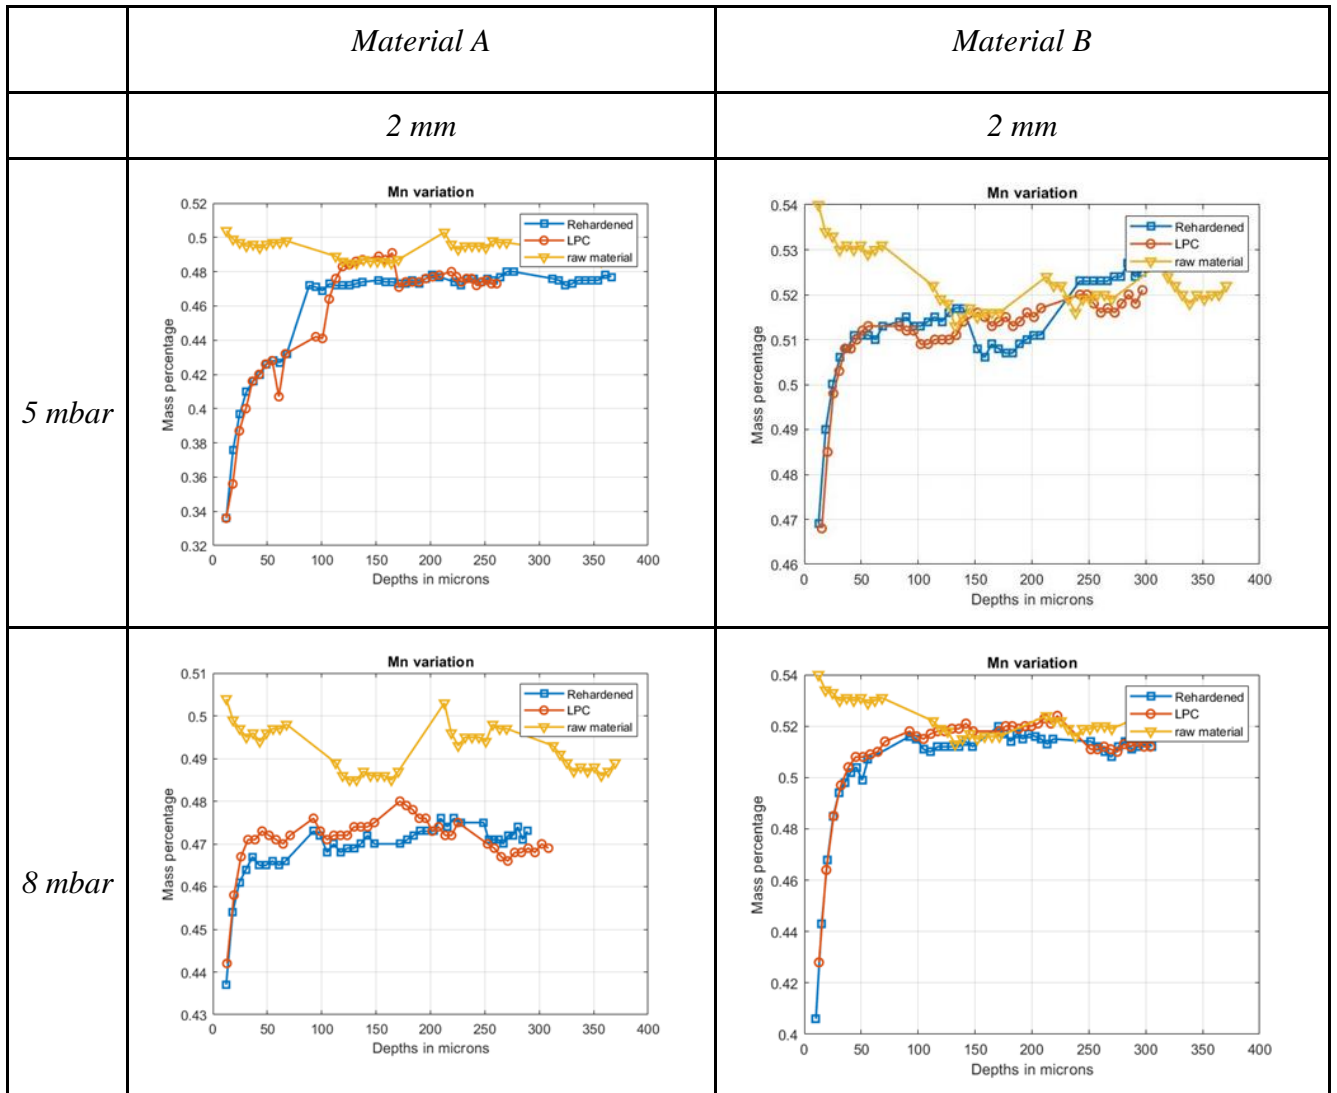 Material A
Material B
2 mm
2 mm
5 mbar
Mn variation
Mass percentage
0.52
0.5
0.48
0.46
0.44
0.42
0.4
0.38
0.36
0.34
0.32
Rehardened
LPC
raw material
0 50 100 150 200 250 300 350 400
Depths in microns
Mn variation
Mass percentage
0.54
0.53
0.52
0.51
0.5
0.49
0.48
0.47
0.46
Rehardened
LPC
raw material
0 50 100 150 200 250 300 350 400
Depths in microns
8 mbar
Mn variation
Mass percentage
0.51
0.5
0.49
0.48
0.47
0.46
0.45
0.44
0.43
Rehardened
LPC
raw material
0 50 100 150 200 250 300 350 400
Depths in microns
Mn variation
Mass percentage
0.54
0.52
0.5
0.48
0.46
0.44
0.42
0.4
Rehardened
LPC
raw material
0 50 100 150 200 250 300 350 400
Depths in microns